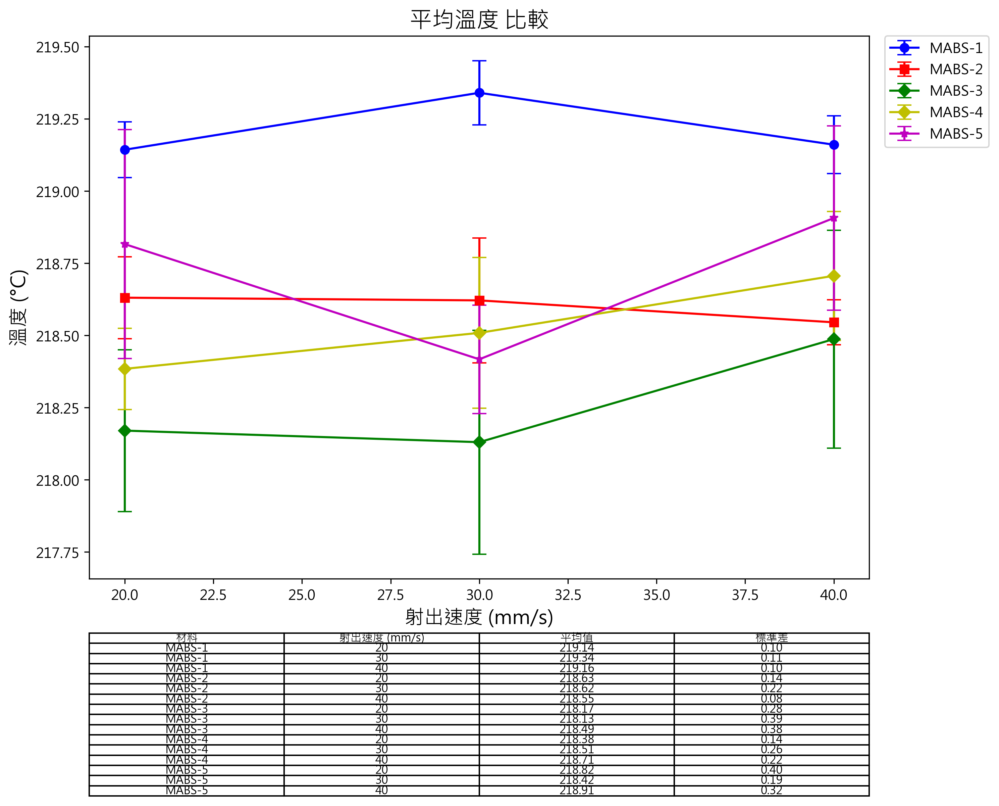 平均溫度 比較
219.50
219.25
219.00
218.75
218.50
218.25
218.00
217.75
溫度 (°C)
20.0 22.5 25.0 27.5 30.0 32.5 35.0 37.5 40.0
射出速度 (mm/s)
MABS-1
MABS-2
MABS-3
MABS-4
MABS-5
材料 射出速度 (mm/s) 平均值 標準差
MABS-1 20 219.14 0.10
MABS-1 30 219.34 0.11
MABS-1 40 219.16 0.10
MABS-2 20 218.63 0.14
MABS-2 30 218.62 0.22
MABS-2 40 218.55 0.08
MABS-3 20 218.17 0.28
MABS-3 30 218.13 0.39
MABS-3 40 218.49 0.38
MABS-4 20 218.38 0.14
MABS-4 30 218.51 0.26
MABS-4 40 218.71 0.22
MABS-5 20 218.82 0.40
MABS-5 30 218.42 0.19
MABS-5 40 218.91 0.32